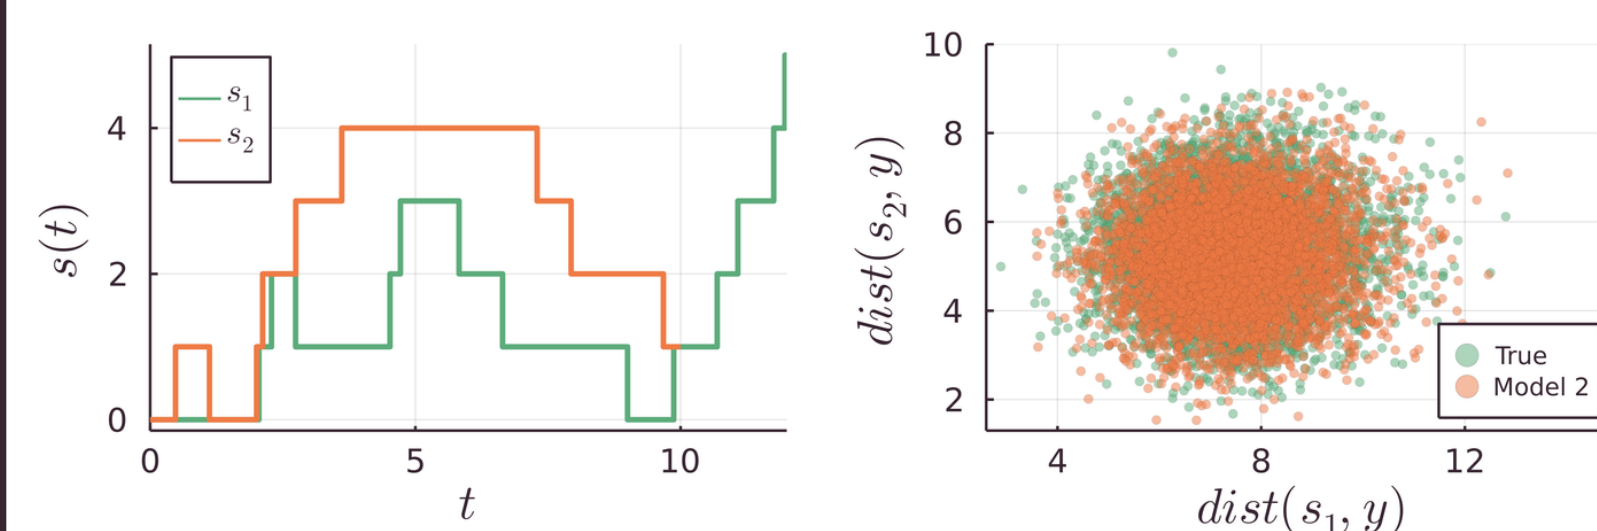 s₁
s₂
4
2
0
s(t)
0 5 10
t
10
8
6
4
2
dist(s₂, y)
True
Model 2
4 8 12
dist(s₁, y)